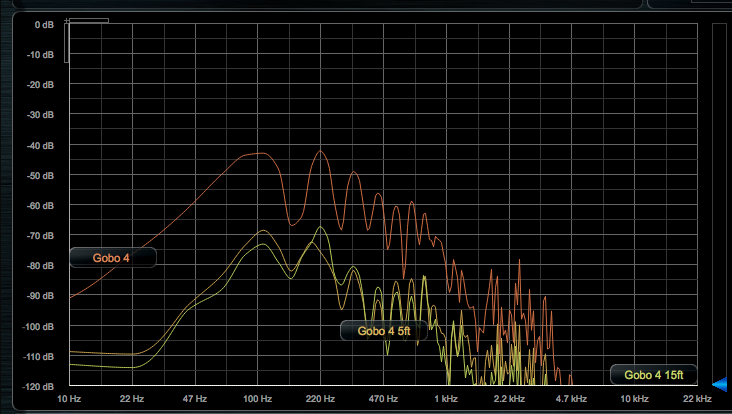 0 dB
-10 dB
-20 dB
-30 dB
-40 dB
-50 dB
-60 dB
-70 dB
Gobo 4
-80 dB
-90 dB
-100 dB
Gobo 4 5ft
-110 dB
Gobo 4 15ft
-120 dB
10 Hz 22 Hz 47 Hz 100 Hz 220 Hz 470 Hz 1 kHz 2.2 kHz 4.7 kHz 10 kHz 22 kHz